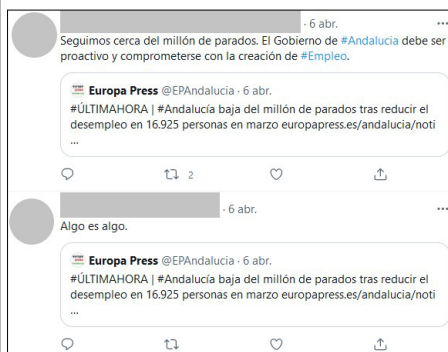 · 6 abr.
Seguimos cerca del millón de parados. El Gobierno de #Andalucia debe ser
proactivo y comprometerse con la creación de #Empleo.
Europa Press @EPAndalucia · 6 abr.
#ÚLTIMAHORA | #Andalucía baja del millón de parados tras reducir el
desempleo en 16.925 personas en marzo europapress.es/andalucia/noti
...
2
· 6 abr.
Algo es algo.
Europa Press @EPAndalucia · 6 abr.
#ÚLTIMAHORA | #Andalucía baja del millón de parados tras reducir el
desempleo en 16.925 personas en marzo europapress.es/andalucia/noti
...